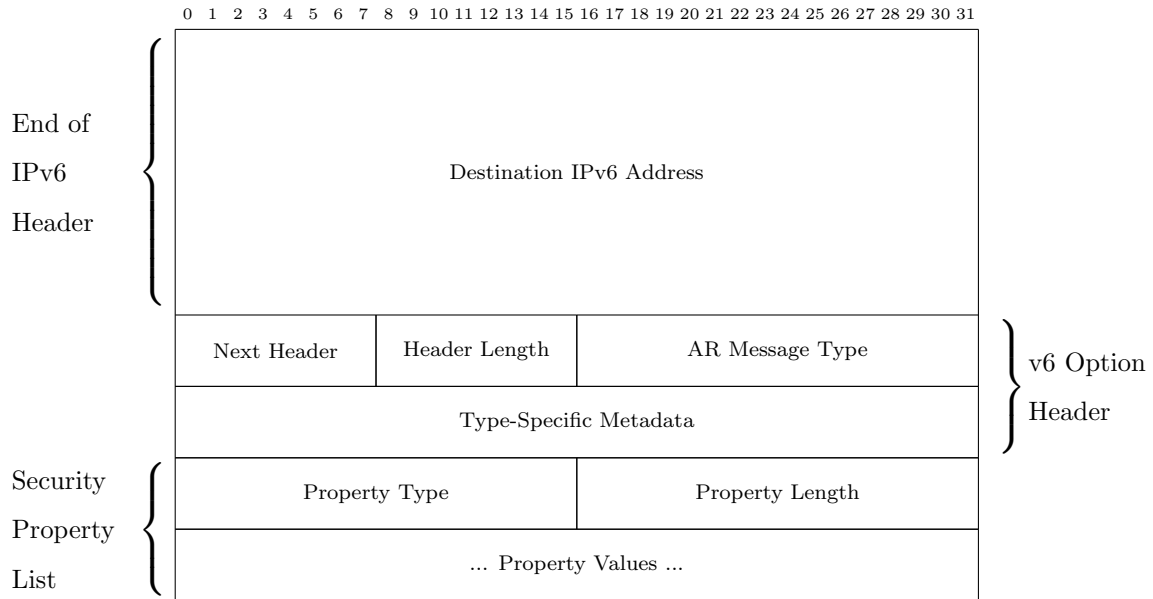 0 1 2 3 4 5 6 7 8 9 10 11 12 13 14 15 16 17 18 19 20 21 22 23 24 25 26 27 28 29 30 31
End of
IPv6
Header
Destination IPv6 Address
Next Header Header Length AR Message Type
v6 Option
Header
Type-Specific Metadata
Security
Property
List
Property Type Property Length
... Property Values ...